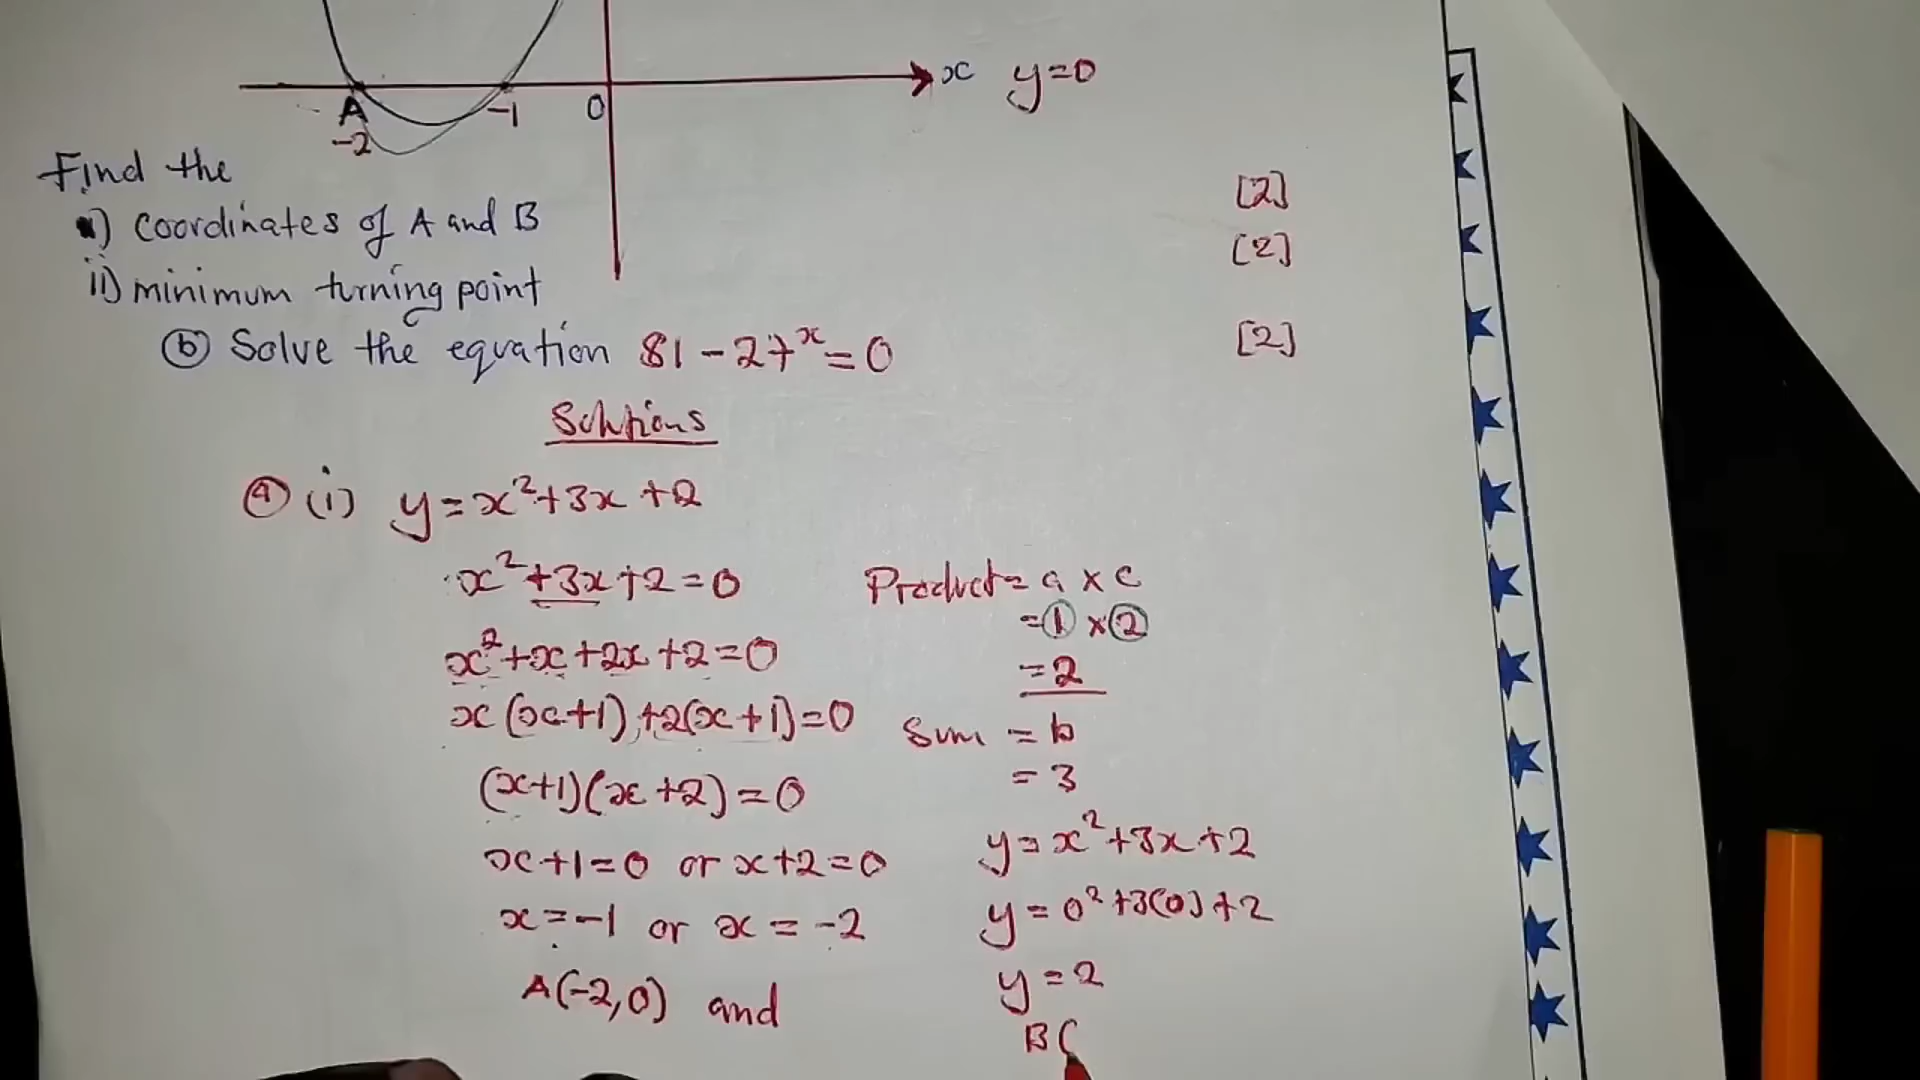 x y=0
A -1 0
-2
Find the
i) coordinates of A and B [2]
ii) minimum turning point [2]
(b) Solve the equation 81 - 27ˣ = 0 [2]
Solutions
(a) (i) y = x² + 3x + 2
x² + 3x + 2 = 0 Product = a × c
= (1) × (2)
x² + x + 2x + 2 = 0 = 2
x(x+1) + 2(x+1) = 0 Sum = b
= 3
(x+1)(x+2) = 0
y = x² + 3x + 2
x+1=0 or x+2=0
y = 0² + 3(0) + 2
x = -1 or x = -2
y = 2
A(-2,0) and
B(